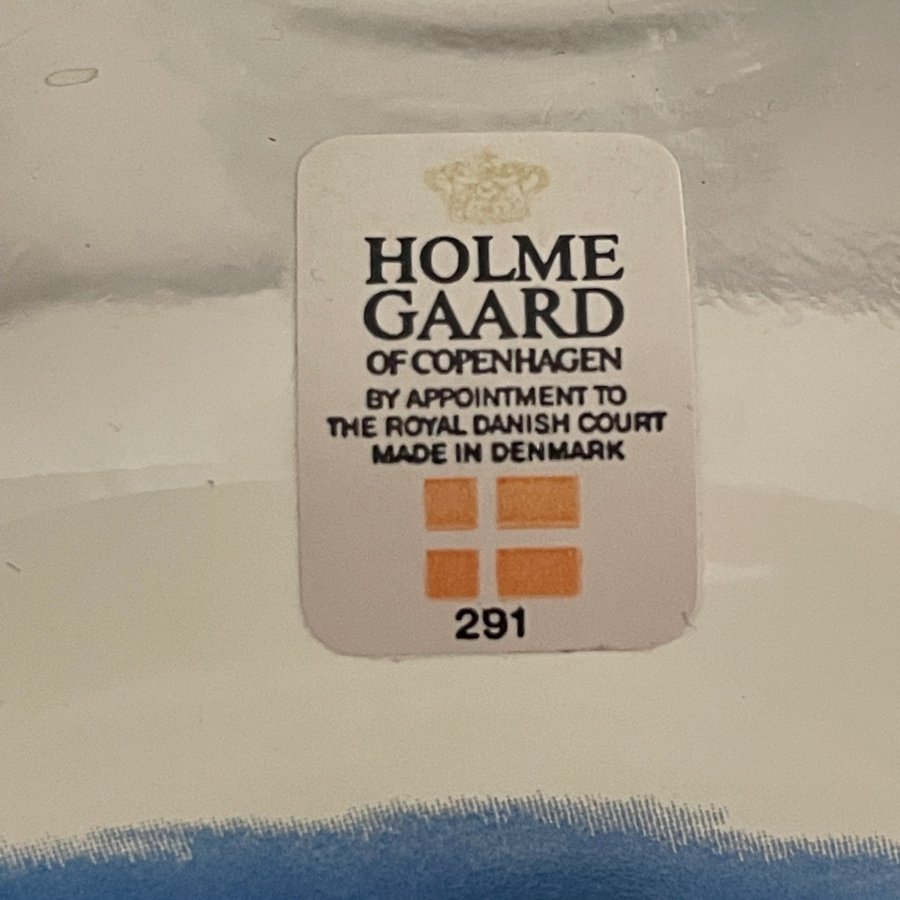 HOLME
GAARD
OF COPENHAGEN
BY APPOINTMENT TO
THE ROYAL DANISH COURT
MADE IN DENMARK
291